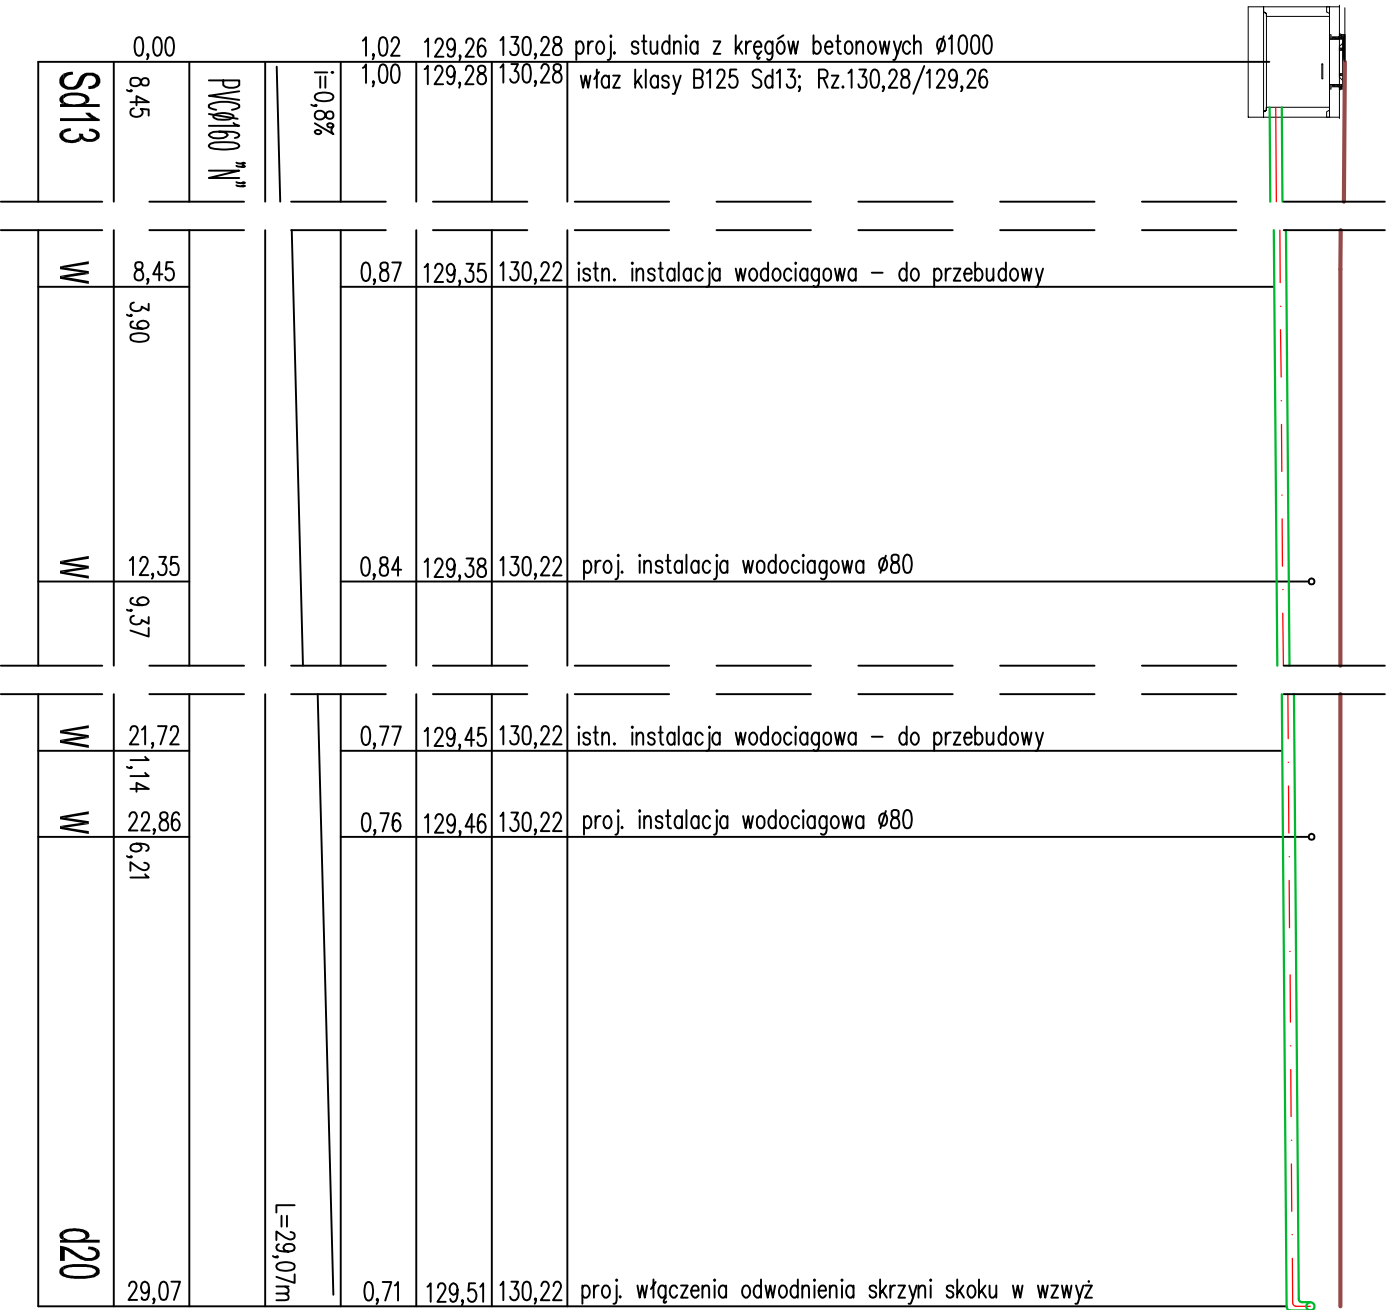 0,00 1,02 129,26 130,28 proj. studnia z kręgów betonowych Ø1000
1,00 129,28 130,28 właz klasy B125 Sd13; Rz.130,28/129,26
Sd13 8,45 PVCØ160 "N" i=0,8%
W 8,45 0,87 129,35 130,22 istn. instalacja wodociagowa – do przebudowy
3,90
W 12,35 0,84 129,38 130,22 proj. instalacja wodociagowa Ø80
9,37
W 21,72 0,77 129,45 130,22 istn. instalacja wodociagowa – do przebudowy
1,14
W 22,86 0,76 129,46 130,22 proj. instalacja wodociagowa Ø80
6,21
d20 L=29,07m
29,07 0,71 129,51 130,22 proj. włączenia odwodnienia skrzyni skoku w wzwyż